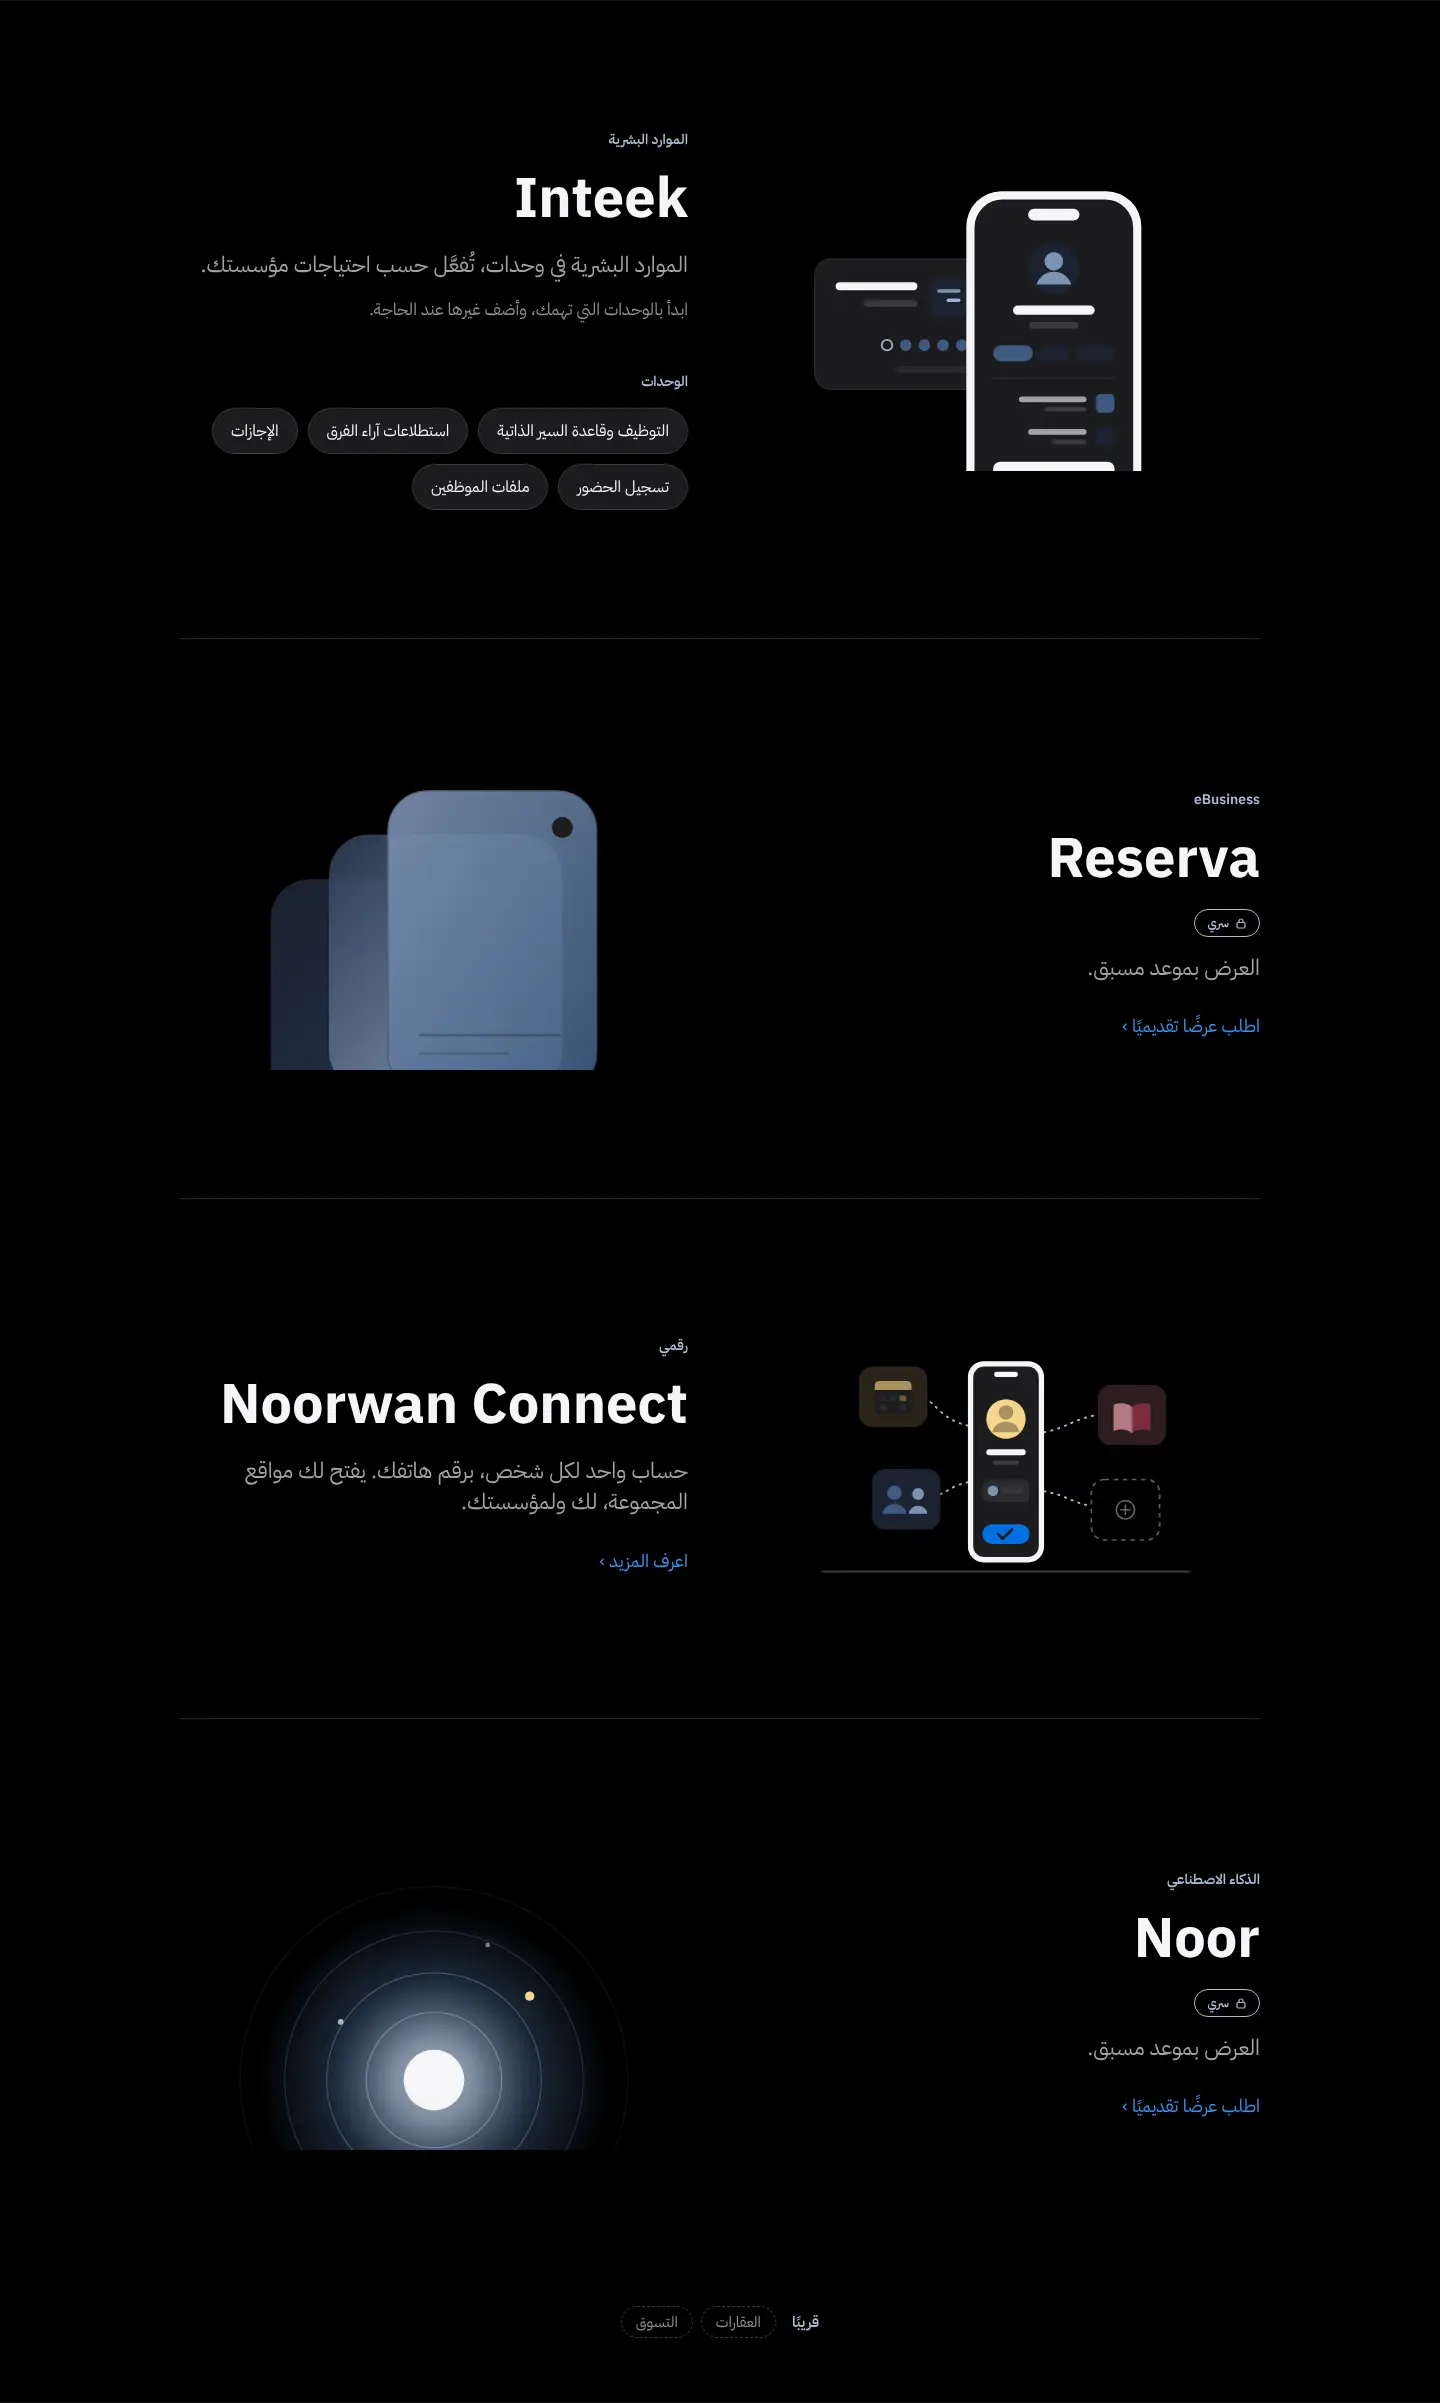 الموارد البشرية
Inteek
الموارد البشرية في وحدات، تُفعَّل حسب احتياجات مؤسستك.
ابدأ بالوحدات التي تهمك، وأضف غيرها عند الحاجة.
الوحدات
التوظيف وقاعدة السير الذاتية استطلاعات آراء الفرق الإجازات
تسجيل الحضور ملفات الموظفين
eBusiness
Reserva
سري
العرض بموعد مسبق.
اطلب عرضًا تقديميًا ›
رقمي
Noorwan Connect
حساب واحد لكل شخص، برقم هاتفك. يفتح لك مواقع
المجموعة، لك ولمؤسستك.
اعرف المزيد ›
الذكاء الاصطناعي
Noor
سري
العرض بموعد مسبق.
اطلب عرضًا تقديميًا ›
قريبًا العقارات التسوق